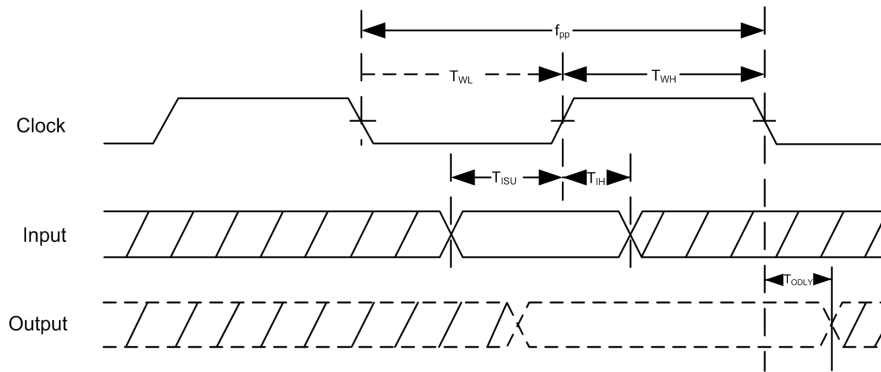 fpp
TWL
TWH
Clock
TISU
TIH
Input
TODLY
Output